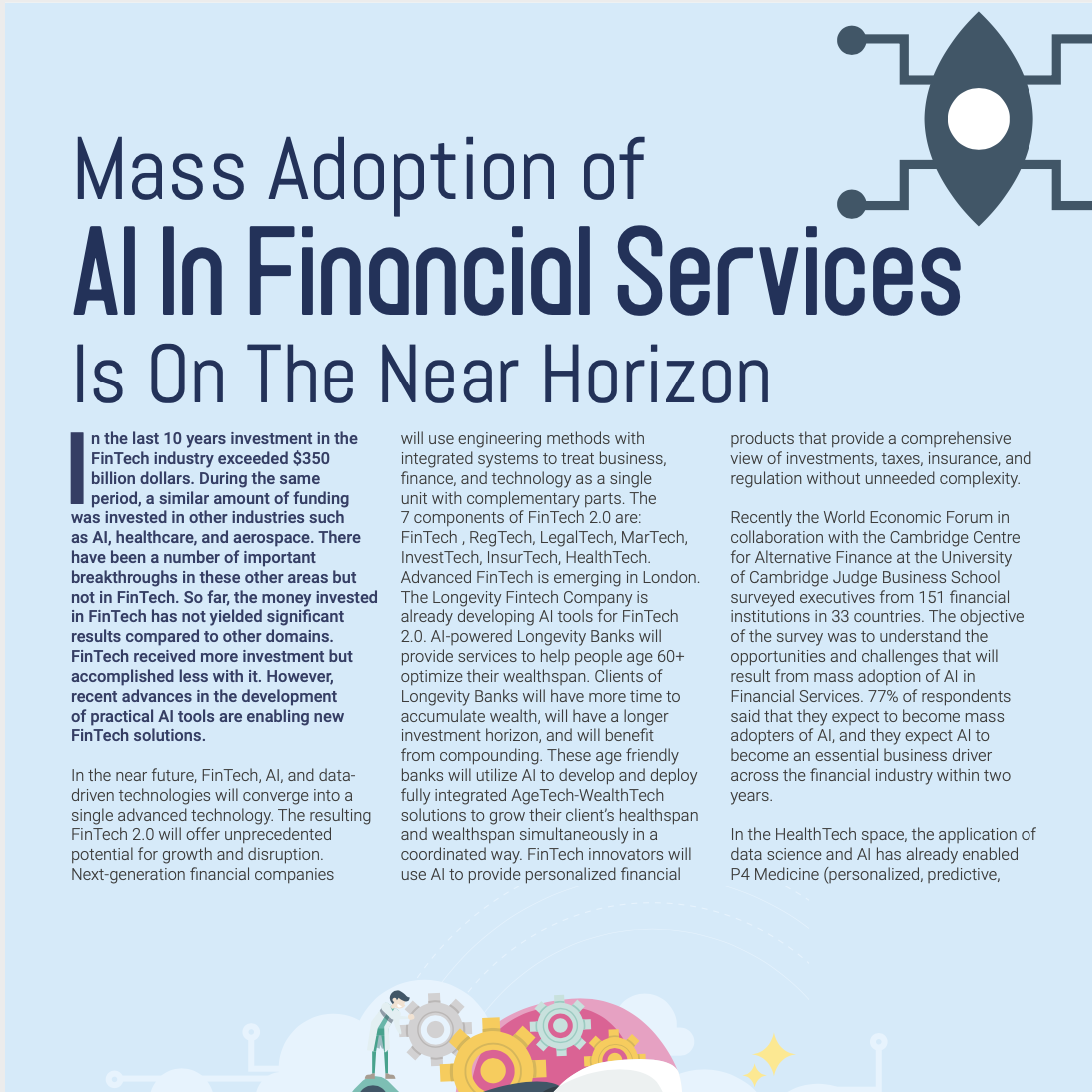 Mass Adoption of
AI In Financial Services
Is On The Near Horizon
In the last 10 years investment in the
FinTech industry exceeded $350
billion dollars. During the same
period, a similar amount of funding
was invested in other industries such
as AI, healthcare, and aerospace. There
have been a number of important
breakthroughs in these other areas but
not in FinTech. So far, the money invested
in FinTech has not yielded significant
results compared to other domains.
FinTech received more investment but
accomplished less with it. However,
recent advances in the development
of practical AI tools are enabling new
FinTech solutions.
In the near future, FinTech, AI, and data-
driven technologies will converge into a
single advanced technology. The resulting
FinTech 2.0 will offer unprecedented
potential for growth and disruption.
Next-generation financial companies
will use engineering methods with
integrated systems to treat business,
finance, and technology as a single
unit with complementary parts. The
7 components of FinTech 2.0 are:
FinTech , RegTech, LegalTech, MarTech,
InvestTech, InsurTech, HealthTech.
Advanced FinTech is emerging in London.
The Longevity Fintech Company is
already developing AI tools for FinTech
2.0. AI-powered Longevity Banks will
provide services to help people age 60+
optimize their wealthspan. Clients of
Longevity Banks will have more time to
accumulate wealth, will have a longer
investment horizon, and will benefit
from compounding. These age friendly
banks will utilize AI to develop and deploy
fully integrated AgeTech-WealthTech
solutions to grow their client's healthspan
and wealthspan simultaneously in a
coordinated way. FinTech innovators will
use AI to provide personalized financial
products that provide a comprehensive
view of investments, taxes, insurance, and
regulation without unneeded complexity.
Recently the World Economic Forum in
collaboration with the Cambridge Centre
for Alternative Finance at the University
of Cambridge Judge Business School
surveyed executives from 151 financial
institutions in 33 countries. The objective
of the survey was to understand the
opportunities and challenges that will
result from mass adoption of AI in
Financial Services. 77% of respondents
said that they expect to become mass
adopters of AI, and they expect AI to
become an essential business driver
across the financial industry within two
years.
In the HealthTech space, the application of
data science and AI has already enabled
P4 Medicine (personalized, predictive,